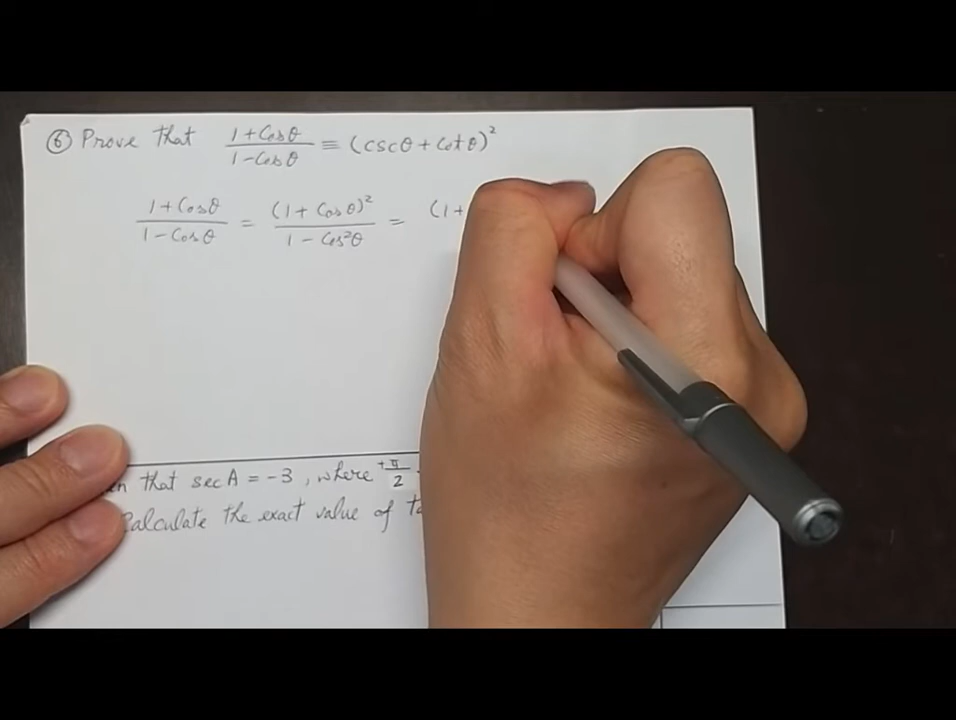 ⑥ Prove that (1+Cosθ)/(1-Cosθ) ≡ (cscθ + Cotθ)²
(1+Cosθ)/(1-Cosθ) = (1+ Cosθ)²/(1 - Cos²θ) = (1+
that secA = -3, where π/2
Calculate the exact value of